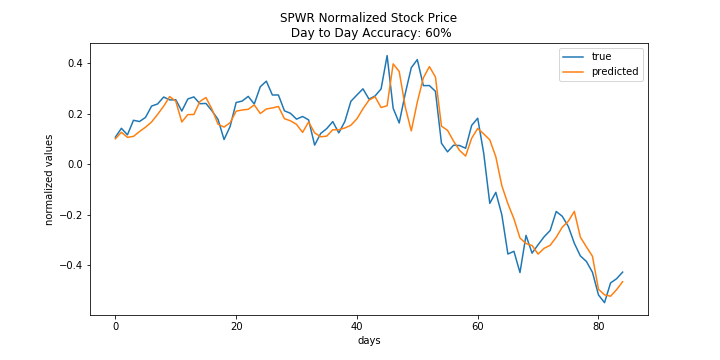 SPWR Normalized Stock Price
Day to Day Accuracy: 60%
true
predicted
normalized values
0.4
0.2
0.0
−0.2
−0.4
0
20
40
60
80
days